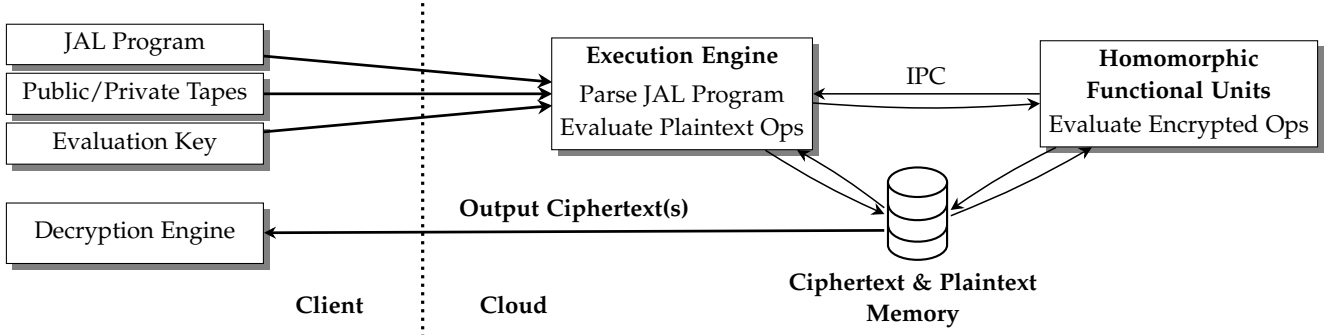 JAL Program
Public/Private Tapes
Evaluation Key
Decryption Engine
Client
Cloud
Execution Engine
Parse JAL Program
Evaluate Plaintext Ops
IPC
Homomorphic
Functional Units
Evaluate Encrypted Ops
Output Ciphertext(s)
Ciphertext & Plaintext
Memory